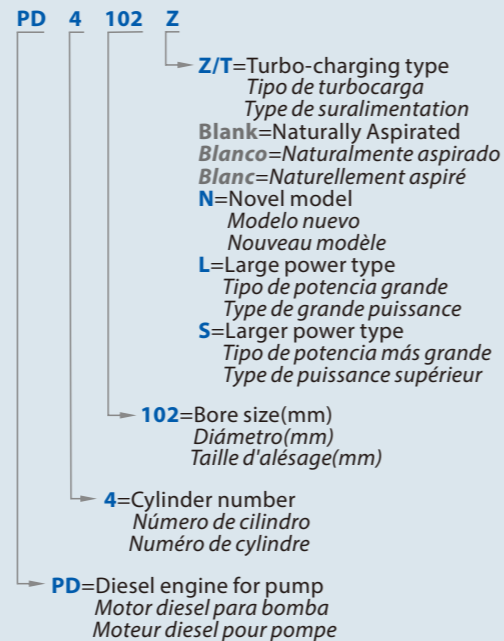 PD 4 102 Z
Z/T=Turbo-charging type
Tipo de turbocarga
Type de suralimentation
Blank=Naturally Aspirated
Blanco=Naturalmente aspirado
Blanc=Naturellement aspiré
N=Novel model
Modelo nuevo
Nouveau modèle
L=Large power type
Tipo de potencia grande
Type de grande puissance
S=Larger power type
Tipo de potencia más grande
Type de puissance supérieur
102=Bore size(mm)
Diámetro(mm)
Taille d'alésage(mm)
4=Cylinder number
Número de cilindro
Numéro de cylindre
PD=Diesel engine for pump
Motor diesel para bomba
Moteur diesel pour pompe